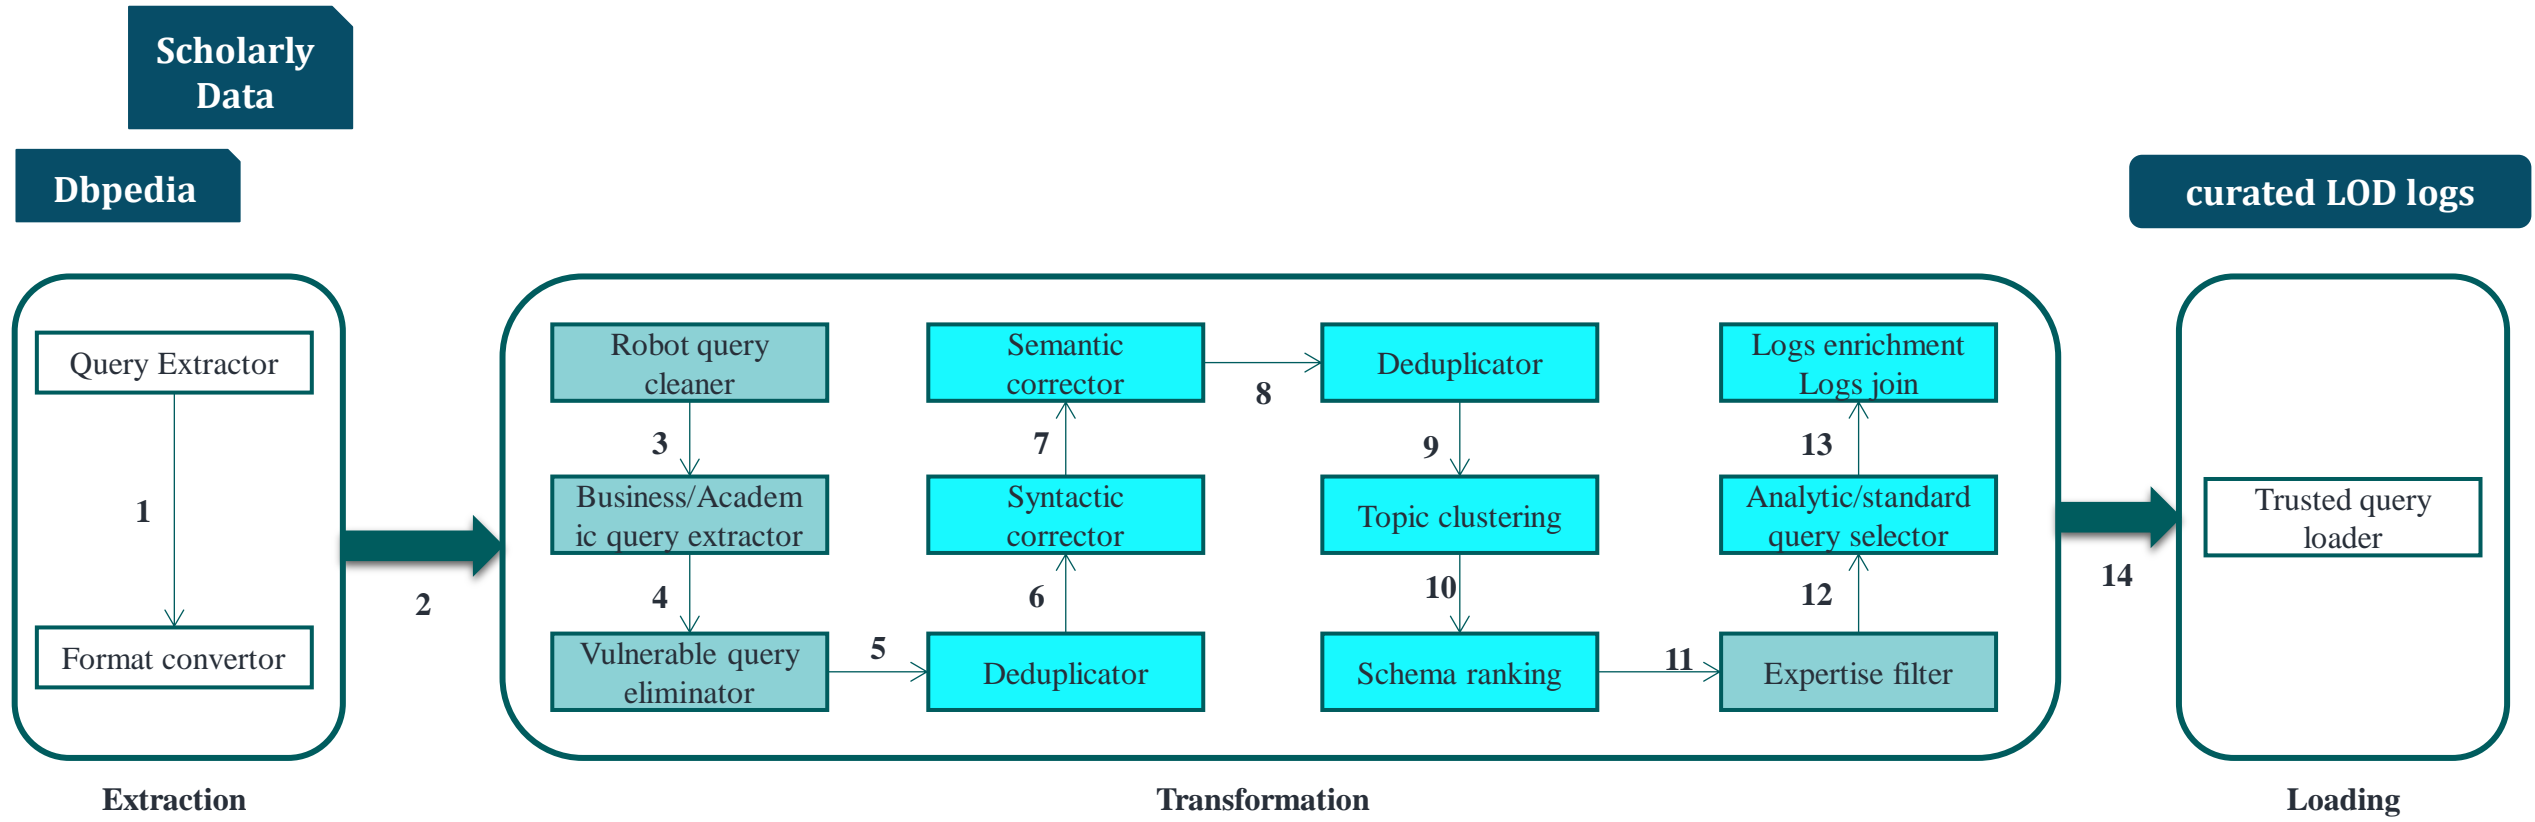 Scholarly
Data
Dbpedia
curated LOD logs
Query Extractor
1
Format convertor
Extraction
2
Robot query
cleaner
3
Business/Academ
ic query extractor
4
Vulnerable query
eliminator
5
Deduplicator
6
Syntactic
corrector
7
Semantic
corrector
8
Deduplicator
9
Topic clustering
10
Schema ranking
11
Expertise filter
12
Analytic/standard
query selector
13
Logs enrichment
Logs join
Transformation
14
Trusted query
loader
Loading